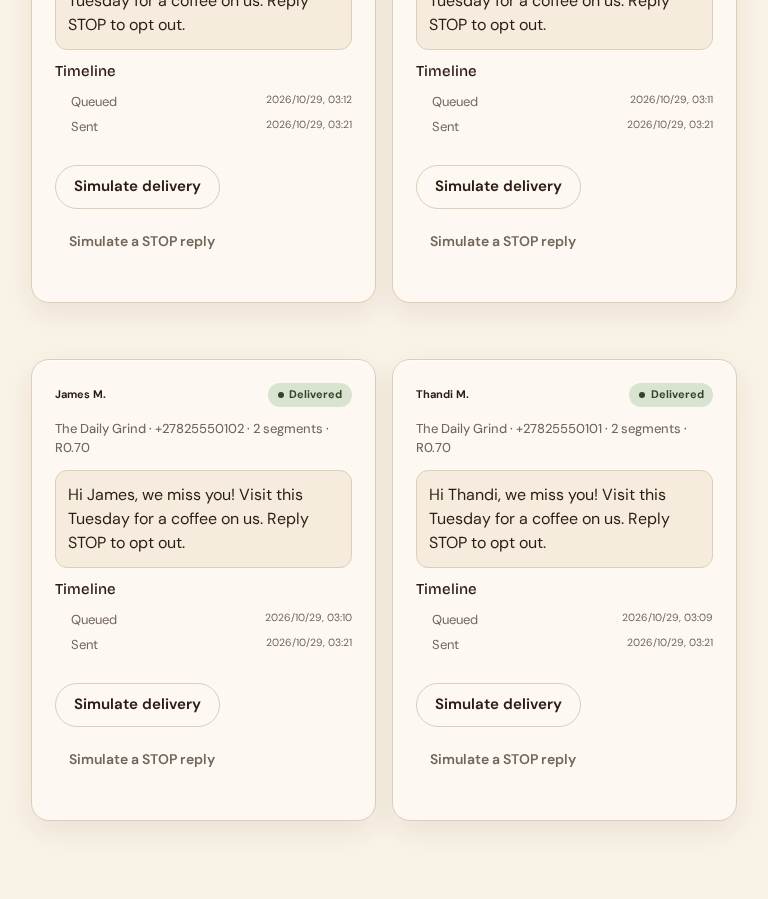 Tuesday for a coffee on us. Reply
STOP to opt out.
Timeline
Queued 2026/10/29, 03:12
Sent 2026/10/29, 03:21
Simulate delivery
Simulate a STOP reply
Tuesday for a coffee on us. Reply
STOP to opt out.
Timeline
Queued 2026/10/29, 03:11
Sent 2026/10/29, 03:21
Simulate delivery
Simulate a STOP reply
James M. Delivered
The Daily Grind · +27825550102 · 2 segments ·
R0.70
Hi James, we miss you! Visit this
Tuesday for a coffee on us. Reply
STOP to opt out.
Timeline
Queued 2026/10/29, 03:10
Sent 2026/10/29, 03:21
Simulate delivery
Simulate a STOP reply
Thandi M. Delivered
The Daily Grind · +27825550101 · 2 segments ·
R0.70
Hi Thandi, we miss you! Visit this
Tuesday for a coffee on us. Reply
STOP to opt out.
Timeline
Queued 2026/10/29, 03:09
Sent 2026/10/29, 03:21
Simulate delivery
Simulate a STOP reply